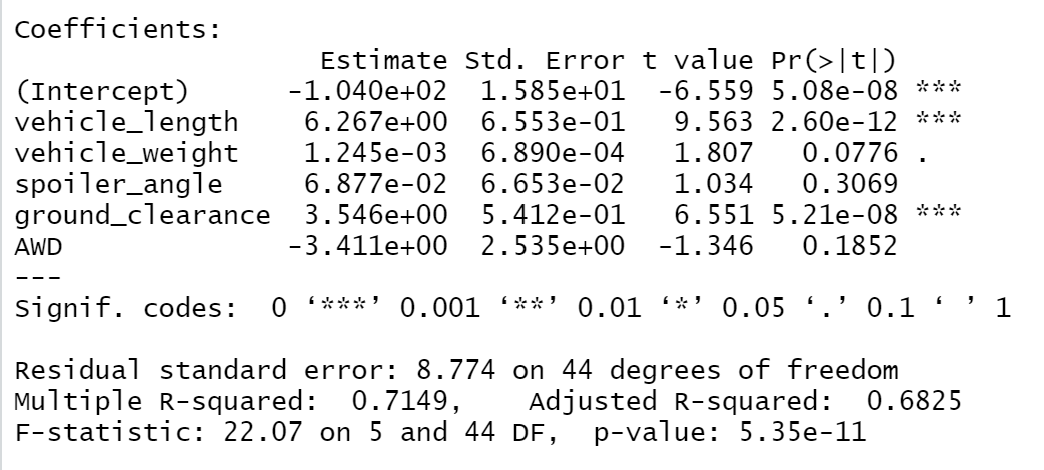 Coefficients:
Estimate Std. Error t value Pr(>|t|)
(Intercept) -1.040e+02 1.585e+01 -6.559 5.08e-08 ***
vehicle_length 6.267e+00 6.553e-01 9.563 2.60e-12 ***
vehicle_weight 1.245e-03 6.890e-04 1.807 0.0776 .
spoiler_angle 6.877e-02 6.653e-02 1.034 0.3069
ground_clearance 3.546e+00 5.412e-01 6.551 5.21e-08 ***
AWD -3.411e+00 2.535e+00 -1.346 0.1852
---
Signif. codes: 0 ‘***’ 0.001 ‘**’ 0.01 ‘*’ 0.05 ‘.’ 0.1 ‘ ’ 1
Residual standard error: 8.774 on 44 degrees of freedom
Multiple R-squared: 0.7149, Adjusted R-squared: 0.6825
F-statistic: 22.07 on 5 and 44 DF, p-value: 5.35e-11